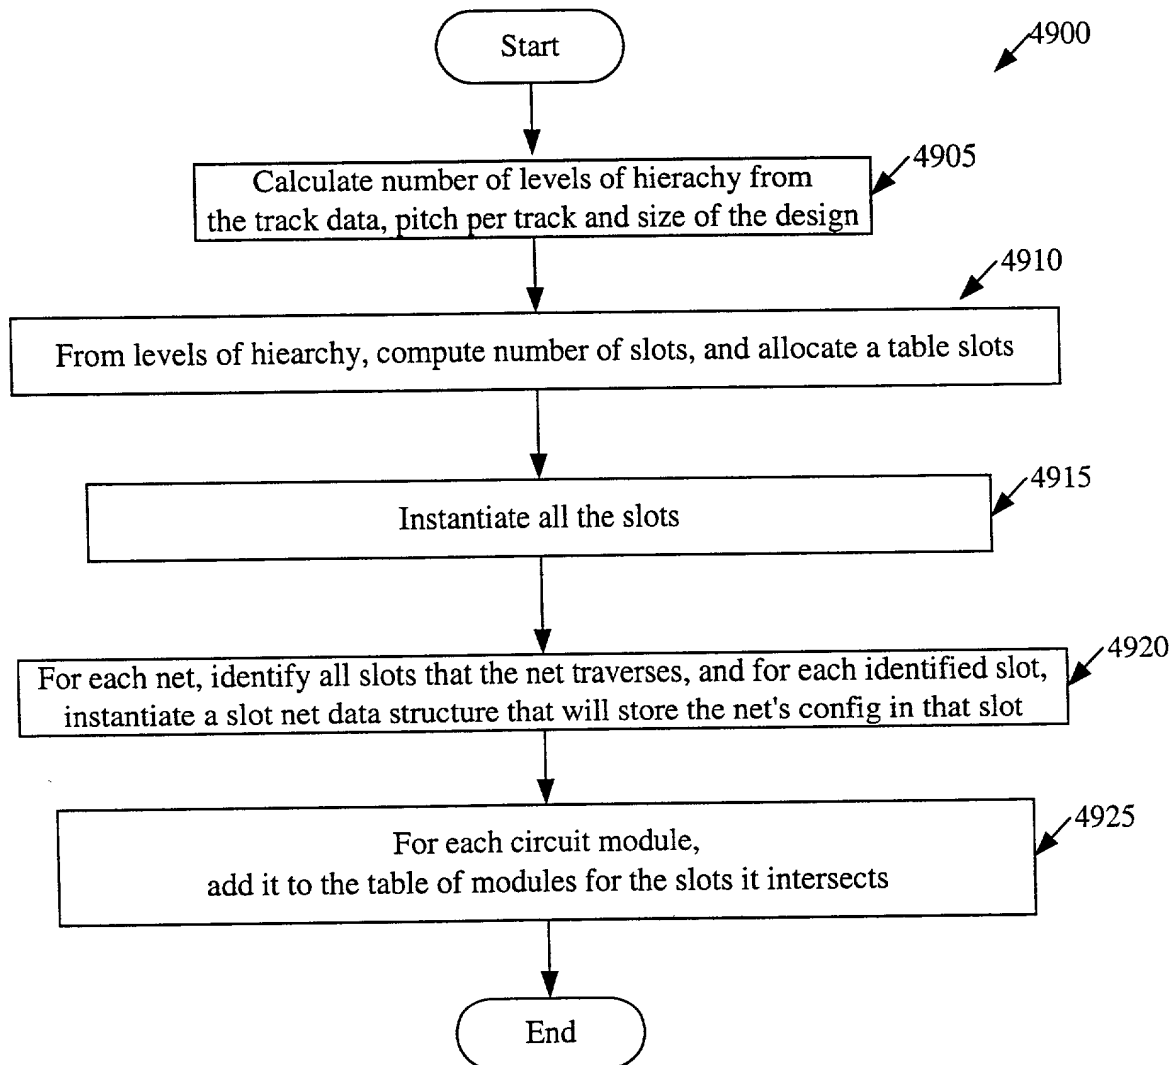 Start
4900
4905
Calculate number of levels of hierachy from
the track data, pitch per track and size of the design
4910
From levels of hiearchy, compute number of slots, and allocate a table slots
4915
Instantiate all the slots
4920
For each net, identify all slots that the net traverses, and for each identified slot,
instantiate a slot net data structure that will store the net's config in that slot
4925
For each circuit module,
add it to the table of modules for the slots it intersects
End